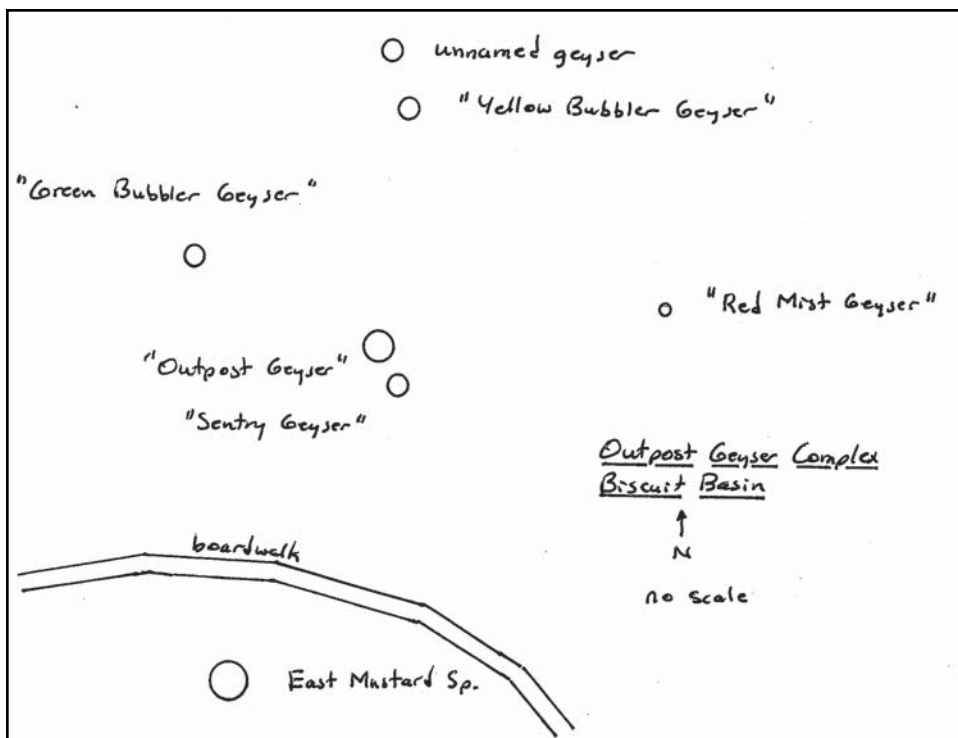 unnamed geyser
"Yellow Bubbler Geyser"
"Green Bubbler Geyser"
"Red Mist Geyser"
"Outpost Geyser"
"Sentry Geyser"
Outpost Geyser Complex
Biscuit Basin
N
no scale
boardwalk
East Mustard Sp.